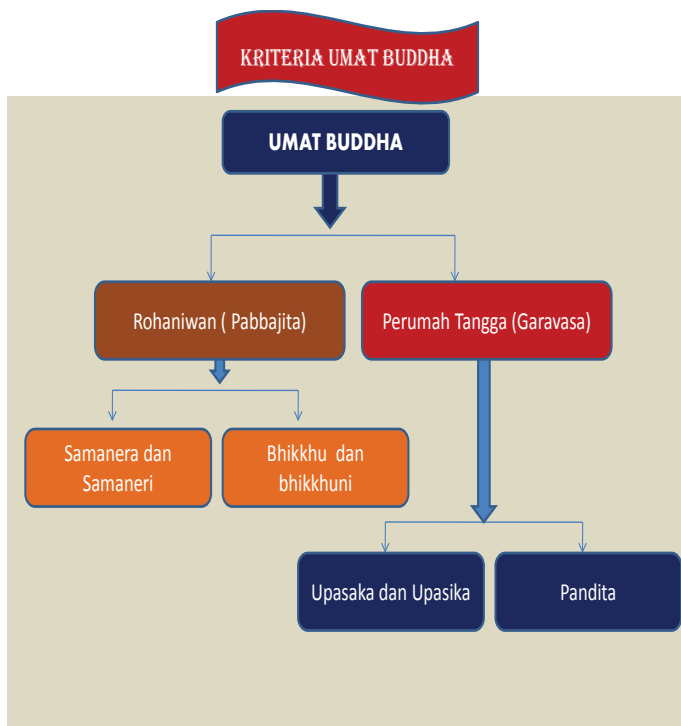 KRITERIA UMAT BUDDHA
UMAT BUDDHA
Rohaniwan ( Pabbajita)
Perumah Tangga (Garavasa)
Samanera dan
Samaneri
Bhikkhu dan
bhikkhuni
Upasaka dan Upasika
Pandita